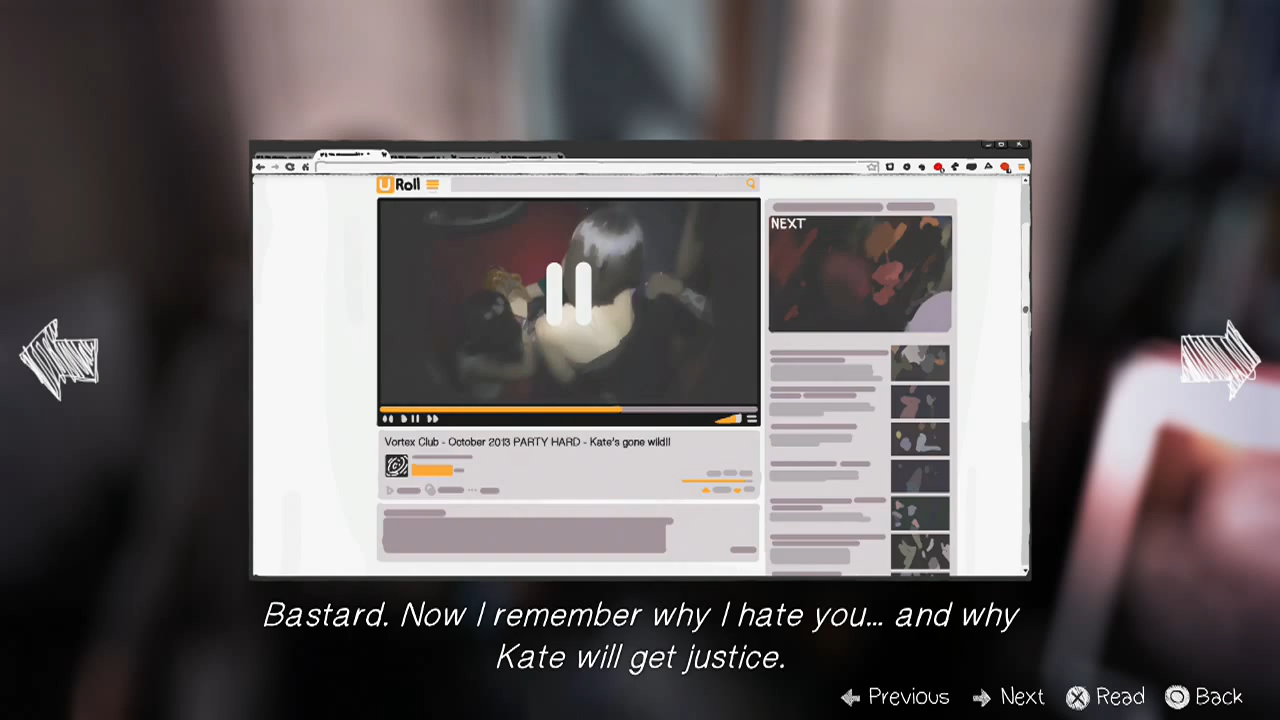 U Roll
NEXT
Vortex Club - October 2013 PARTY HARD - Kate's gone wild!!
Bastard. Now I remember why I hate you... and why
Kate will get justice.
Previous Next Read Back